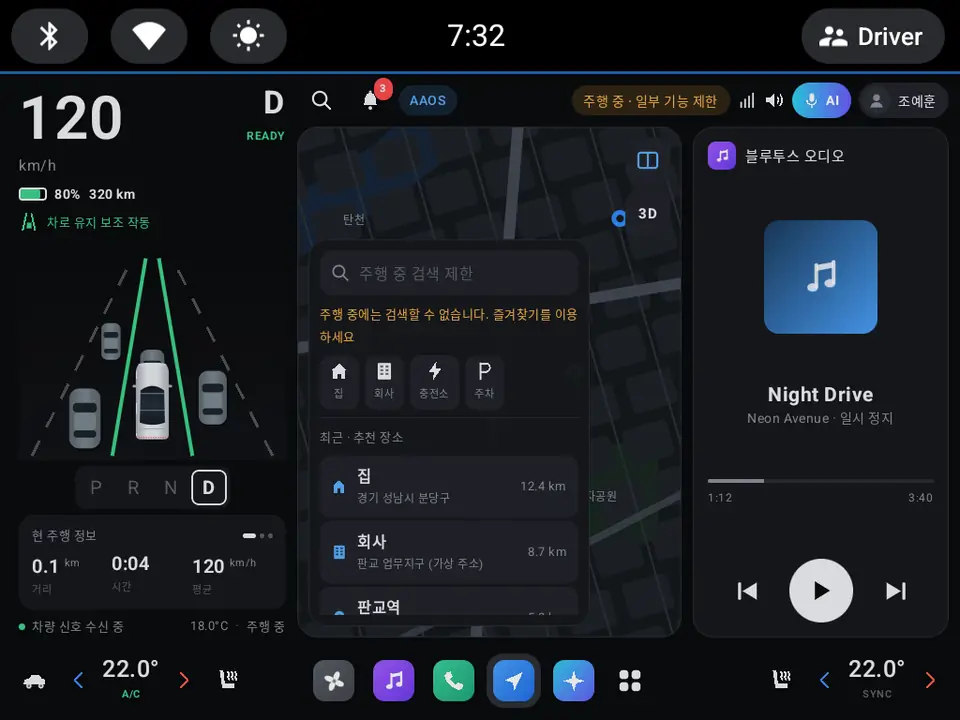 7:32
Driver
120
km/h
D
READY
80% 320 km
차로 유지 보조 작동
P R N D
현 주행 정보
0.1 km
거리
0:04
시간
120 km/h
평균
차량 신호 수신 중
18.0°C · 주행 중
3
AAOS
주행 중 · 일부 기능 제한
AI
조예훈
탄천
3D
주행 중 검색 제한
주행 중에는 검색할 수 없습니다. 즐겨찾기를 이용
하세요
집
회사
충전소
P
주차
최근 · 추천 장소
집
경기 성남시 분당구
12.4 km
회사
판교 업무지구 (가상 주소)
8.7 km
판교역
블루투스 오디오
Night Drive
Neon Avenue · 일시 정지
1:12
3:40
22.0°
A/C
22.0°
SYNC